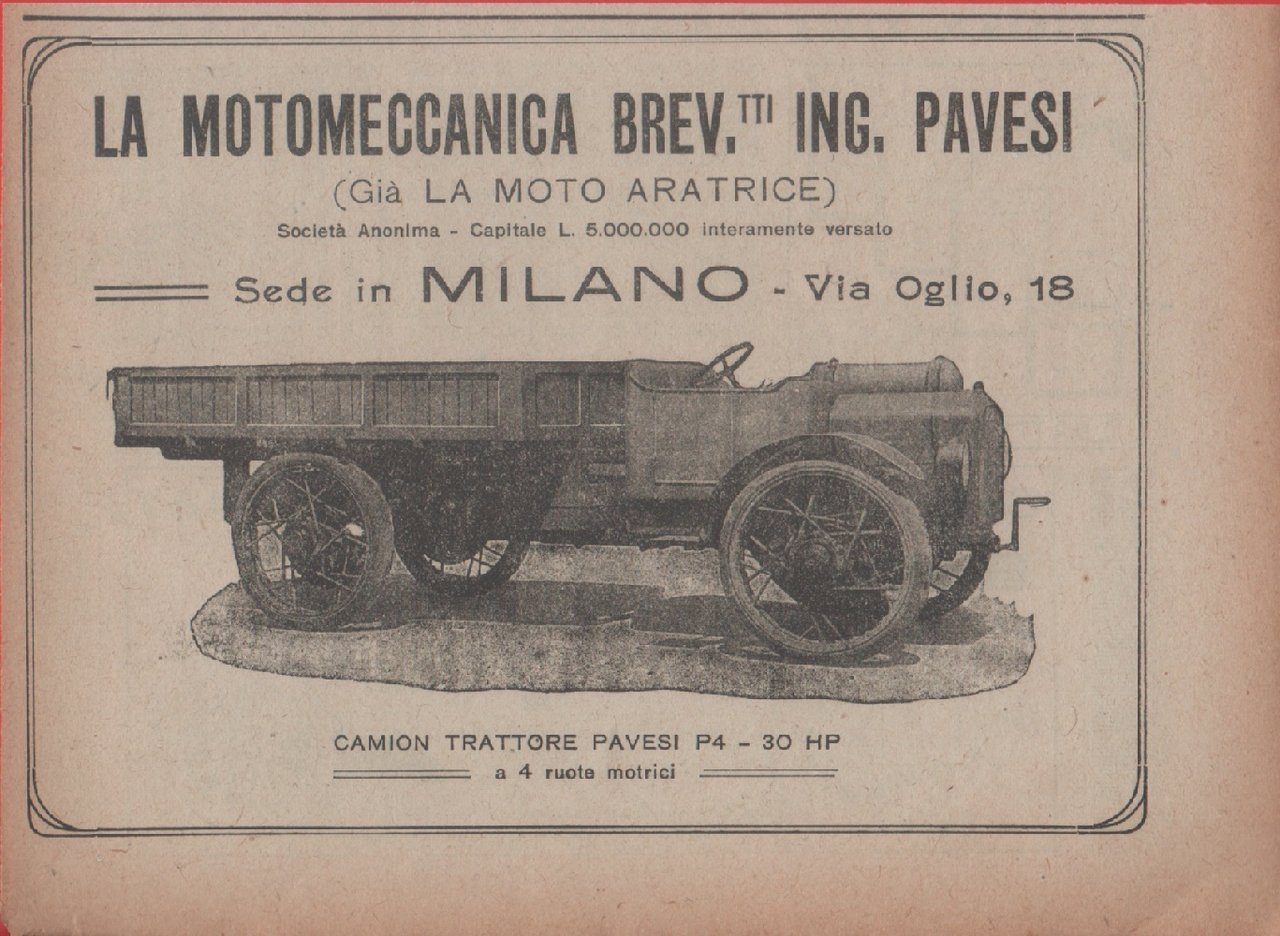 LA MOTOMECCANICA BREV.TTI ING. PAVESI
(Già LA MOTO ARATRICE)
Società Anonima - Capitale L. 5.000.000 interamente versato
Sede in MILANO - Via Oglio, 18
CAMION TRATTORE PAVESI P4 - 30 HP
a 4 ruote motrici